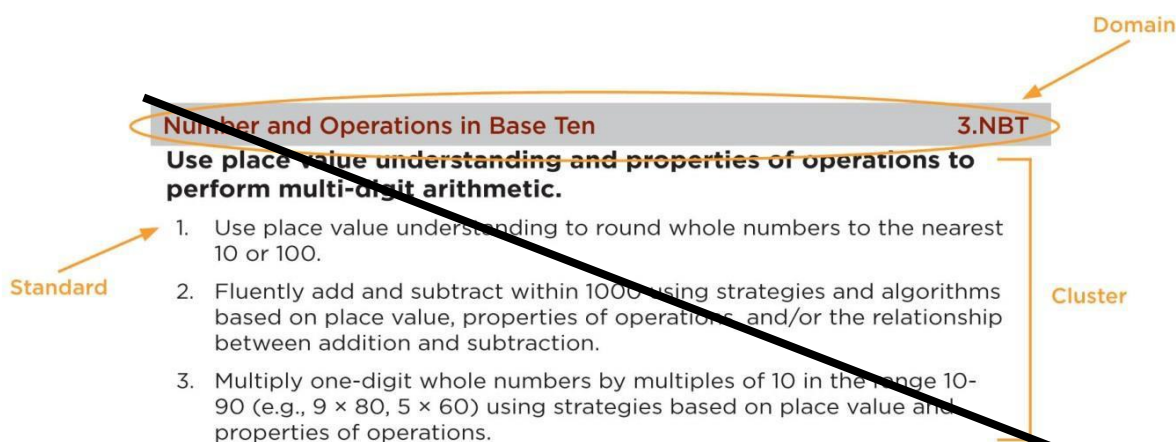 Domain
Number and Operations in Base Ten 3.NBT
Use place value understanding and properties of operations to
perform multi-digit arithmetic.
1. Use place value understanding to round whole numbers to the nearest
10 or 100.
Standard
2. Fluently add and subtract within 1000 using strategies and algorithms
based on place value, properties of operations, and/or the relationship
between addition and subtraction.
Cluster
3. Multiply one-digit whole numbers by multiples of 10 in the range 10-
90 (e.g., 9 × 80, 5 × 60) using strategies based on place value and
properties of operations.